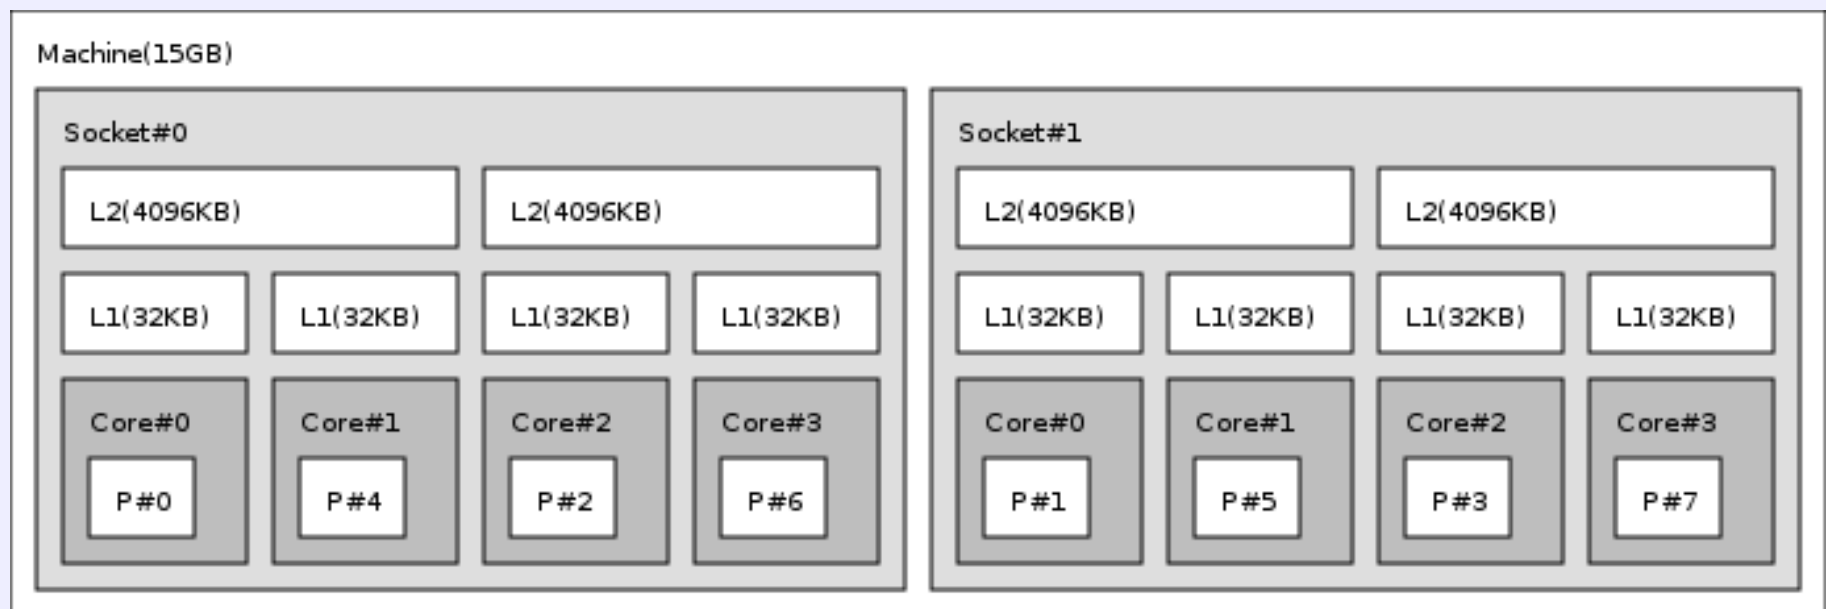 Machine(15GB)
Socket#0 Socket#1
L2(4096KB) L2(4096KB) L2(4096KB) L2(4096KB)
L1(32KB) L1(32KB) L1(32KB) L1(32KB) L1(32KB) L1(32KB) L1(32KB) L1(32KB)
Core#0 Core#1 Core#2 Core#3 Core#0 Core#1 Core#2 Core#3
P#0 P#4 P#2 P#6 P#1 P#5 P#3 P#7